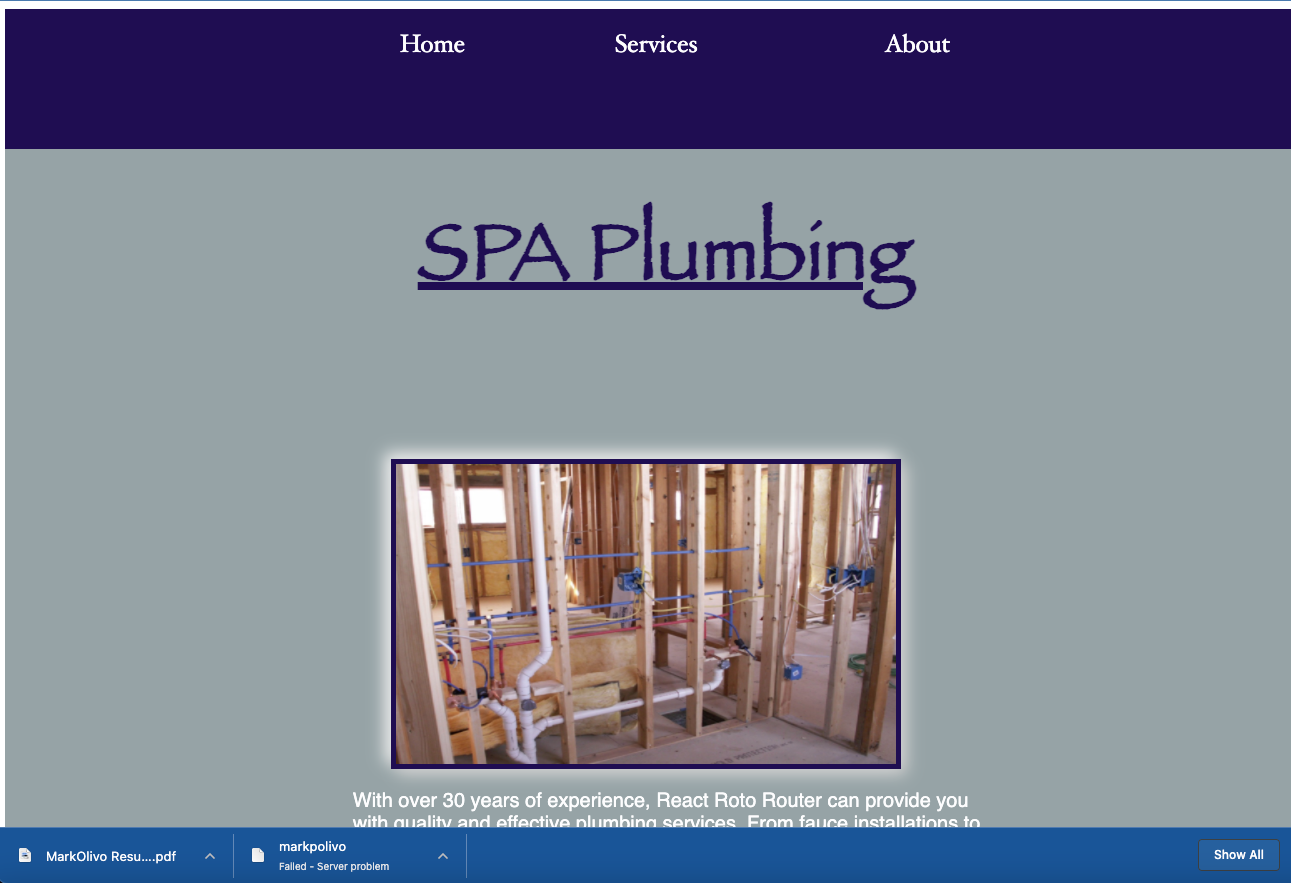 Home Services About
SPA Plumbing
With over 30 years of experience, React Roto Router can provide you
with quality and effective plumbing services. From fauce installations to
MarkOlivo Resu....pdf
markpolivo
Failed - Server problem
Show All